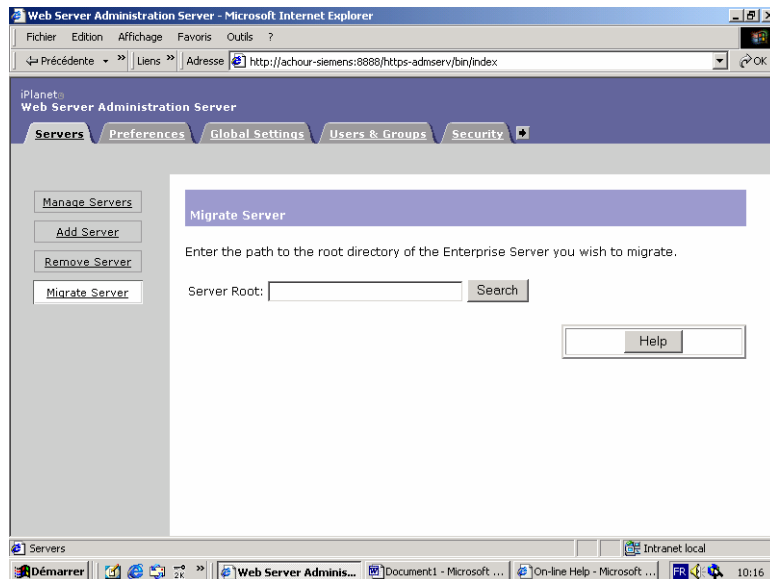 Web Server Administration Server - Microsoft Internet Explorer
Fichier Edition Affichage Favoris Outils ?
Précédente » Liens » Adresse http://achour-siemens:8888/https-admserv/bin/index OK
iPlanet
Web Server Administration Server
Servers Preferences Global Settings Users & Groups Security
Manage Servers
Add Server
Remove Server
Migrate Server
Migrate Server
Enter the path to the root directory of the Enterprise Server you wish to migrate.
Server Root: Search
Help
Servers Intranet local
Démarrer » Web Server Adminis... Document1 - Microsoft ... On-line Help - Microsoft ... FR 10:16